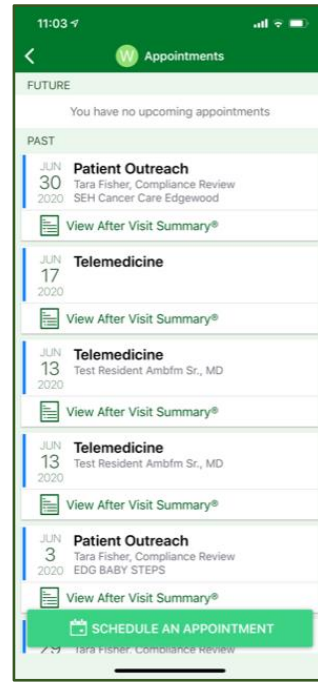 11:03
W Appointments
FUTURE
You have no upcoming appointments
PAST
JUN
30
2020
Patient Outreach
Tara Fisher, Compliance Review
SEH Cancer Care Edgewood
View After Visit Summary®
JUN
17
2020
Telemedicine
View After Visit Summary®
JUN
13
2020
Telemedicine
Test Resident Ambfm Sr., MD
View After Visit Summary®
JUN
13
2020
Telemedicine
Test Resident Ambfm Sr., MD
View After Visit Summary®
JUN
3
2020
Patient Outreach
Tara Fisher, Compliance Review
EDG BABY STEPS
View After Visit Summary®
SCHEDULE AN APPOINTMENT
29
Tara Fisher, Compliance Review